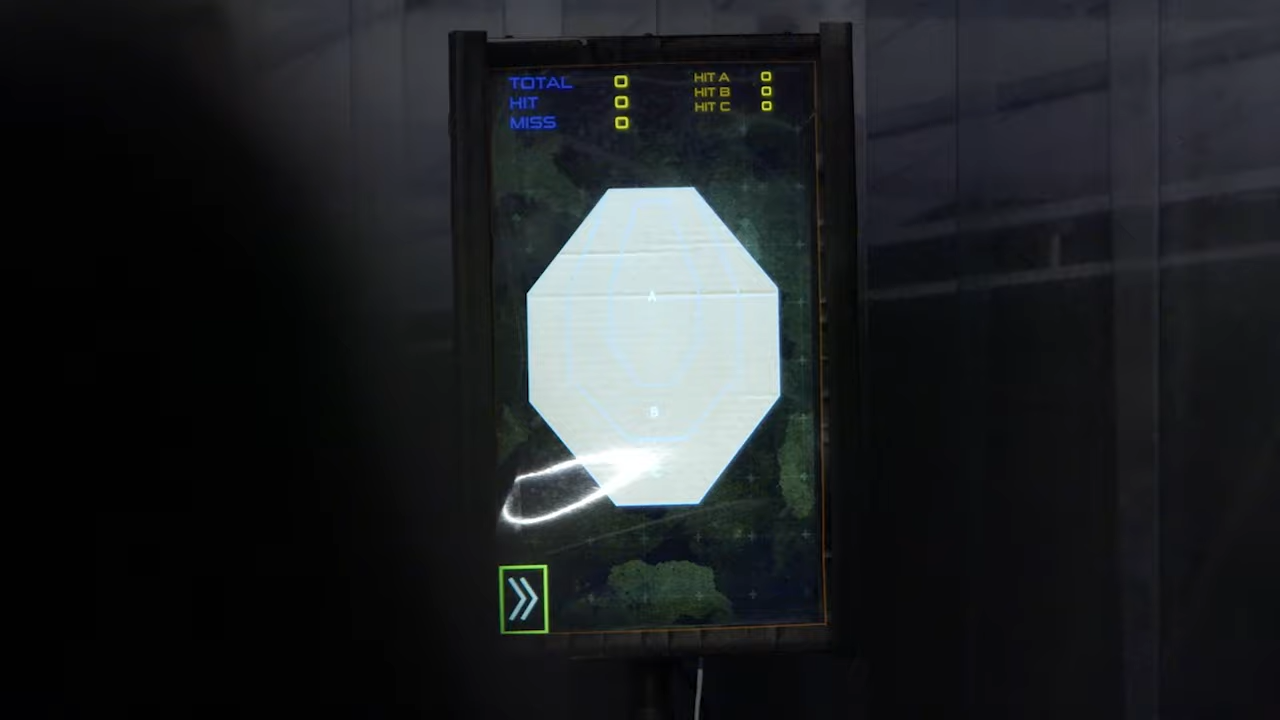 TOTAL 0
HIT 0
MISS 0
HIT A 0
HIT B 0
HIT C 0
A
B